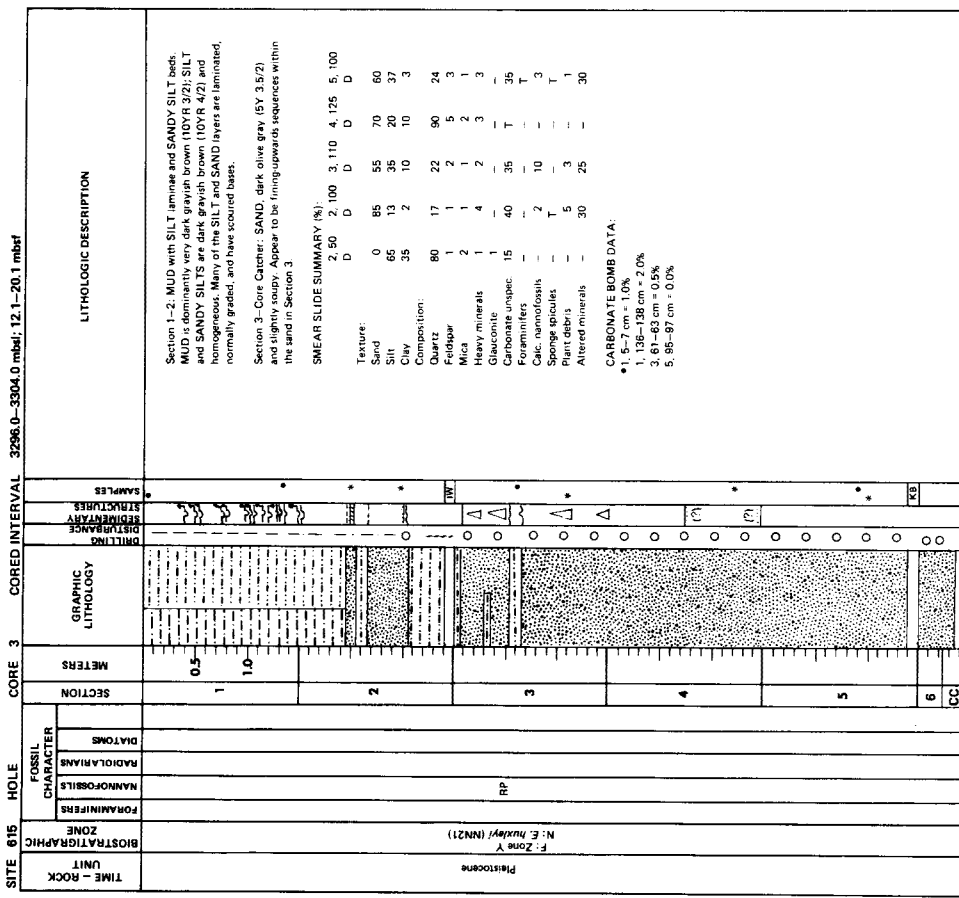 SITE 615 HOLE CORE 3 CORED INTERVAL 3296.0–3304.0 mbsl; 12.1–20.1 mbsf
TIME – ROCK
UNIT
BIOSTRATIGRAPHIC
ZONE
FOSSIL
CHARACTER
FORAMINIFERS
NANNOFOSSILS
RADIOLARIANS
DIATOMS
SECTION
METERS
GRAPHIC
LITHOLOGY
DRILLING
DISTURBANCE
SEDIMENTARY
STRUCTURES
SAMPLES
LITHOLOGIC DESCRIPTION
Pleistocene
F: Zone Y
N: E. huxleyi (NN21)
RP
1
2
3
4
5
6
CC
0.5
1.0
(?)
(?)
IW
KB
Section 1–2: MUD with SILT laminae and SANDY SILT beds.
MUD is dominantly very dark grayish brown (10YR 3/2); SILT
and SANDY SILTS are dark grayish brown (10YR 4/2) and
homogeneous. Many of the SILT and SAND layers are laminated,
normally graded, and have scoured bases.
Section 3–Core Catcher: SAND, dark olive gray (5Y 3.5/2)
and slightly soupy. Appear to be fining-upwards sequences within
the sand in Section 3.
SMEAR SLIDE SUMMARY (%):
2, 50 2, 100 3, 110 4, 125 5, 100
D D D D D
Texture:
Sand 0 85 55 70 60
Silt 65 13 35 20 37
Clay 35 2 10 10 3
Composition:
Quartz 80 17 22 90 24
Feldspar 1 1 2 5 3
Mica 2 1 1 2 1
Heavy minerals 1 4 2 3 3
Glauconite 1 – – – –
Carbonate unspec. 15 40 35 T 35
Foraminifers – – – – T
Calc. nannofossils – 2 10 – 3
Sponge spicules – T – – T
Plant debris – 5 3 – 1
Altered minerals – 30 25 – 30
CARBONATE BOMB DATA:
•1, 5–7 cm = 1.0%
1, 136–138 cm = 2.0%
3, 61–63 cm = 0.5%
5, 95–97 cm = 0.0%